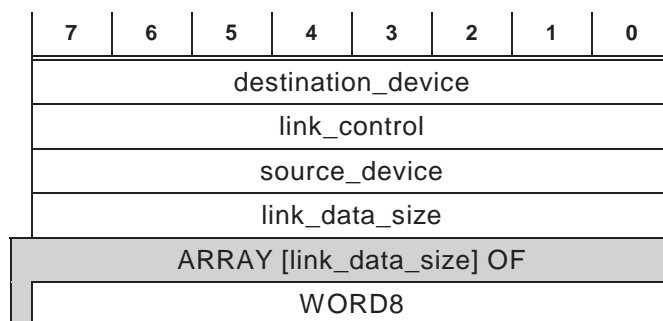 7 6 5 4 3 2 1 0
destination_device
link_control
source_device
link_data_size
ARRAY [link_data_size] OF
WORD8